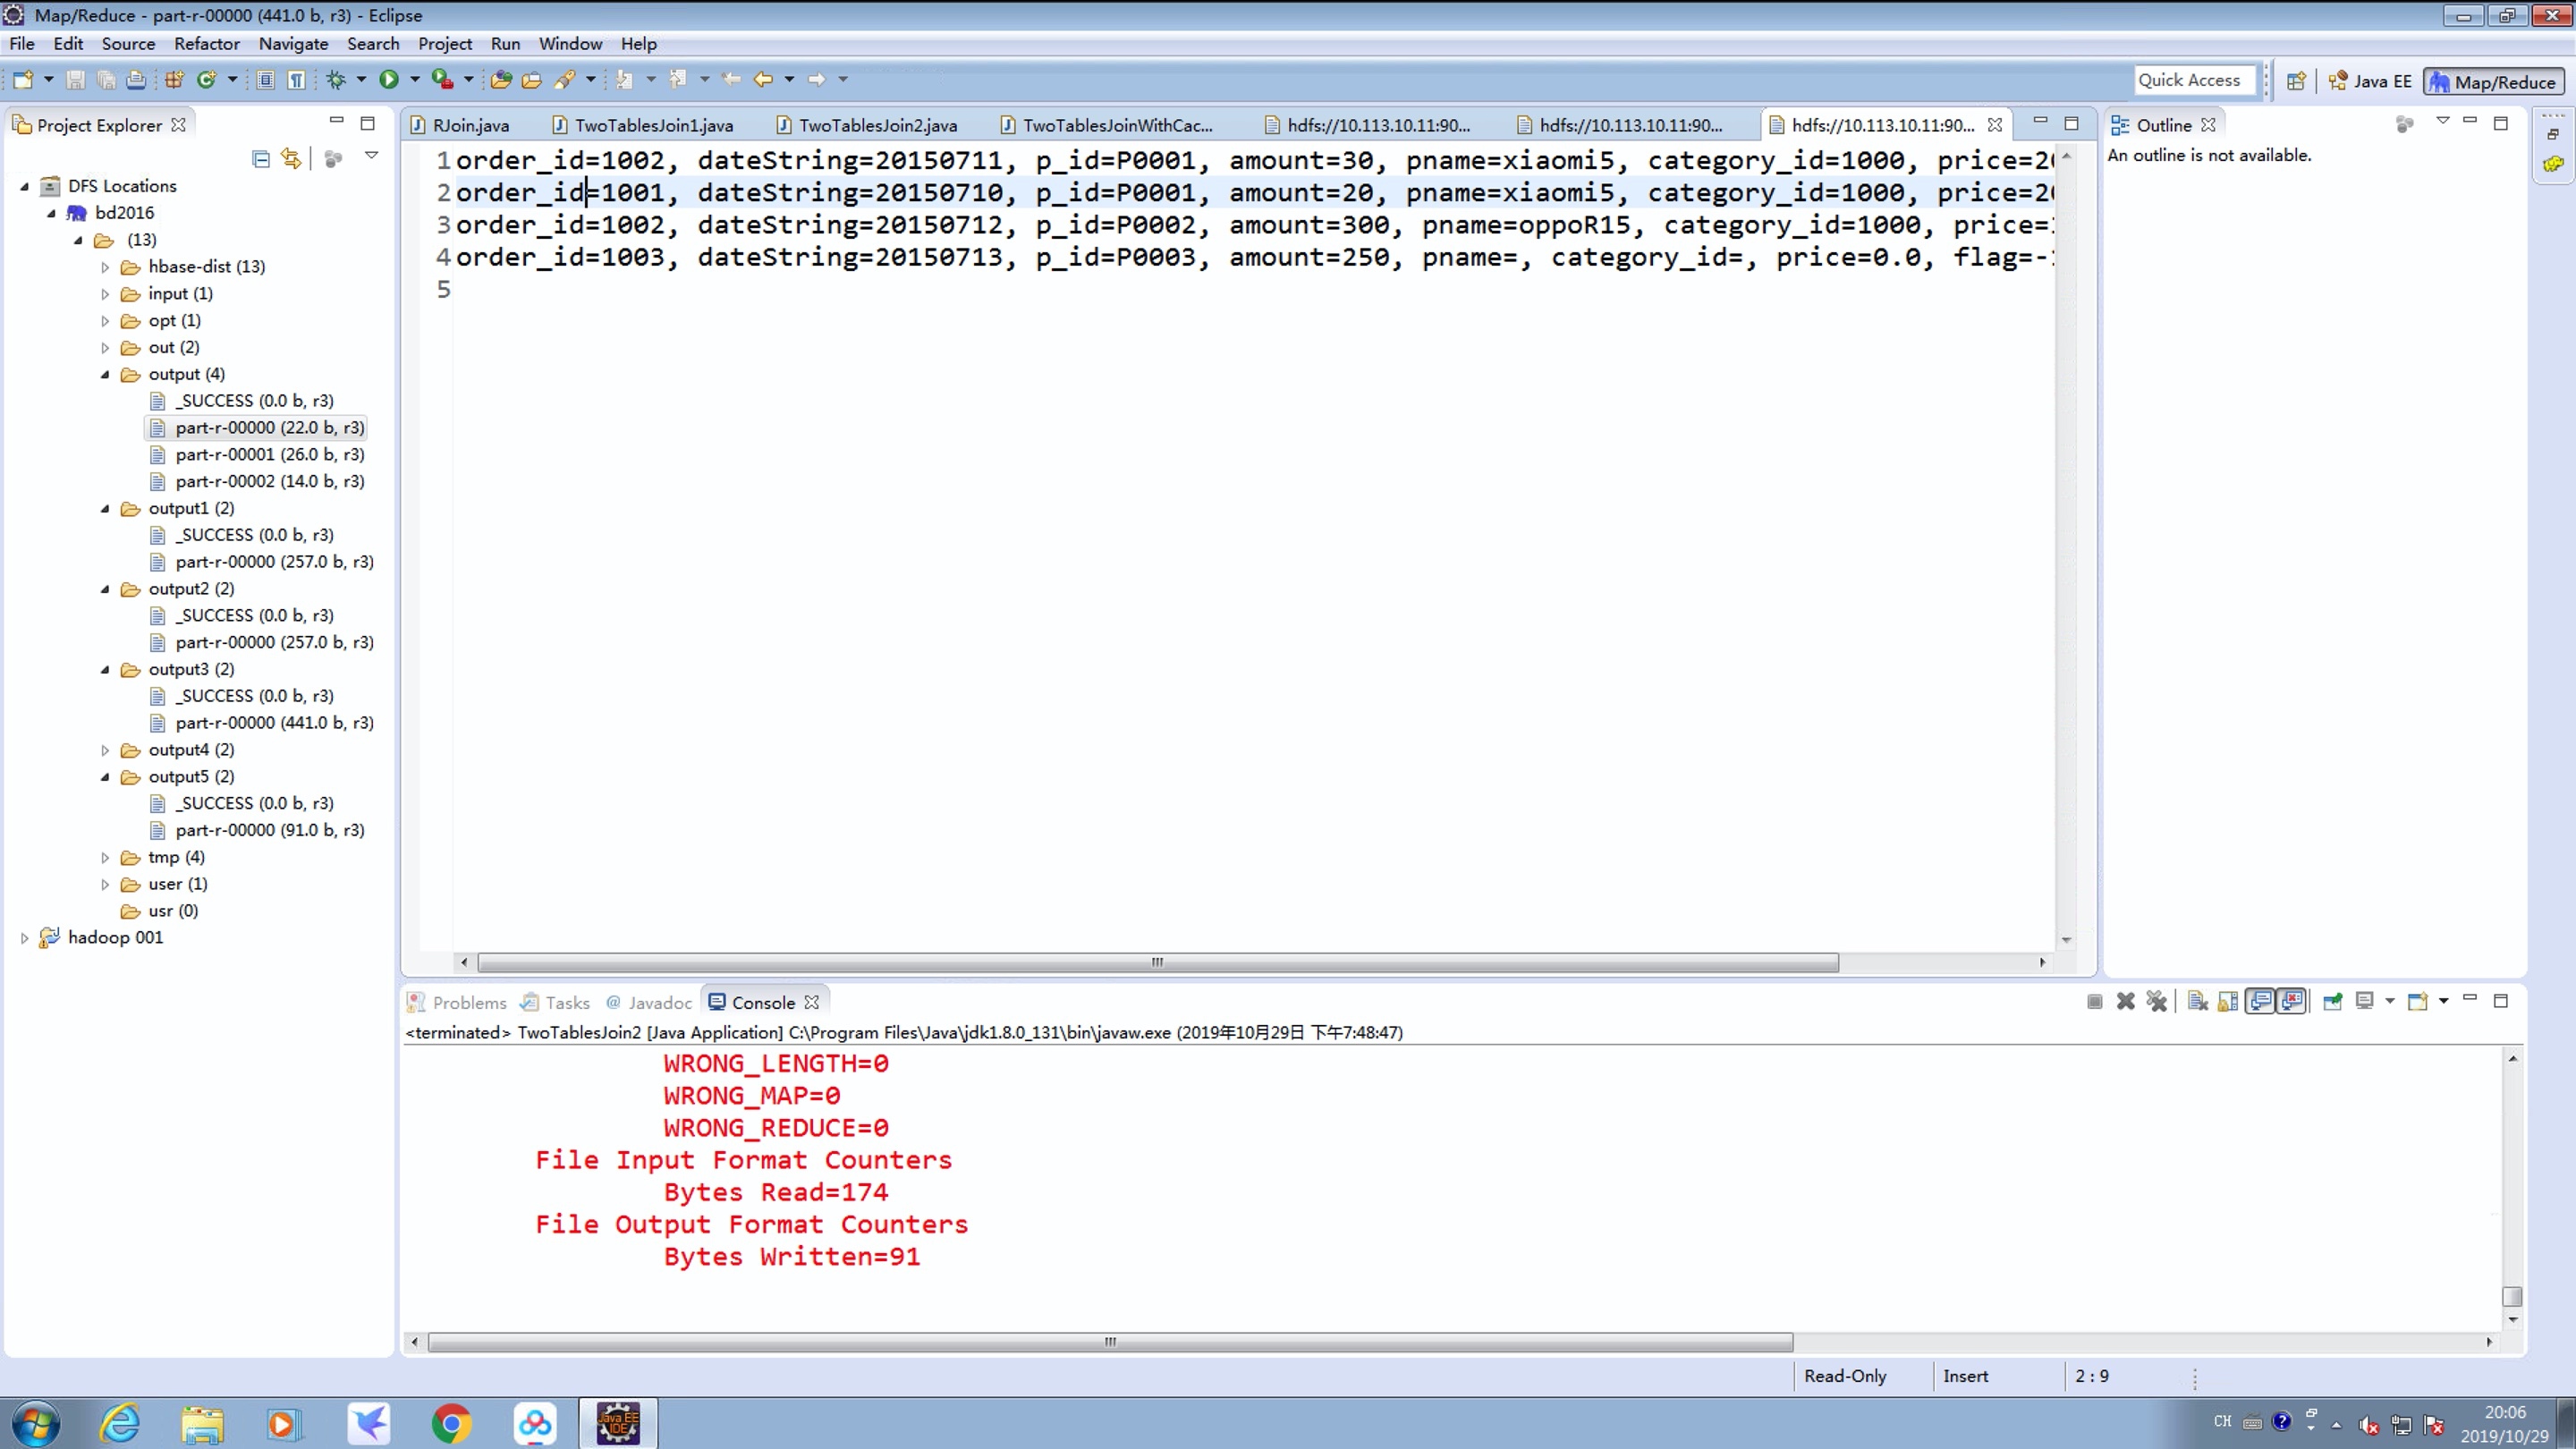 Map/Reduce - part-r-00000 (441.0 b, r3) - Eclipse
File Edit Source Refactor Navigate Search Project Run Window Help
Quick Access Java EE Map/Reduce
Project Explorer
DFS Locations
bd2016
(13)
hbase-dist (13)
input (1)
opt (1)
out (2)
output (4)
_SUCCESS (0.0 b, r3)
part-r-00000 (22.0 b, r3)
part-r-00001 (26.0 b, r3)
part-r-00002 (14.0 b, r3)
output1 (2)
_SUCCESS (0.0 b, r3)
part-r-00000 (257.0 b, r3)
output2 (2)
_SUCCESS (0.0 b, r3)
part-r-00000 (257.0 b, r3)
output3 (2)
_SUCCESS (0.0 b, r3)
part-r-00000 (441.0 b, r3)
output4 (2)
output5 (2)
_SUCCESS (0.0 b, r3)
part-r-00000 (91.0 b, r3)
tmp (4)
user (1)
usr (0)
hadoop 001
RJoin.java TwoTablesJoin1.java TwoTablesJoin2.java TwoTablesJoinWithCac... hdfs://10.113.10.11:90... hdfs://10.113.10.11:90... hdfs://10.113.10.11:90...
1 order_id=1002, dateString=20150711, p_id=P0001, amount=30, pname=xiaomi5, category_id=1000, price=2
2 order_id=1001, dateString=20150710, p_id=P0001, amount=20, pname=xiaomi5, category_id=1000, price=2
3 order_id=1002, dateString=20150712, p_id=P0002, amount=300, pname=oppoR15, category_id=1000, price=
4 order_id=1003, dateString=20150713, p_id=P0003, amount=250, pname=, category_id=, price=0.0, flag=-
5
Outline
An outline is not available.
Problems Tasks @ Javadoc Console
<terminated> TwoTablesJoin2 [Java Application] C:\Program Files\Java\jdk1.8.0_131\bin\javaw.exe (2019年10月29日 下午7:48:47)
WRONG_LENGTH=0
WRONG_MAP=0
WRONG_REDUCE=0
File Input Format Counters
Bytes Read=174
File Output Format Counters
Bytes Written=91
Read-Only Insert 2 : 9
Java EE
IDE
CH
20:06
2019/10/29